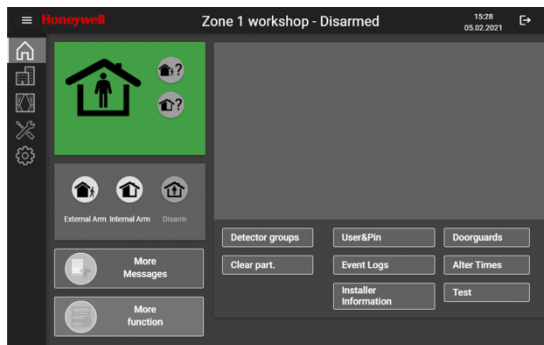 Honeywell
Zone 1 workshop - Disarmed
15:28
05.02.2021
?
?
External Arm Internal Arm Disarm
More
Messages
More
function
Detector groups
User&Pin
Doorguards
Clear part.
Event Logs
Alter Times
Installer
Information
Test